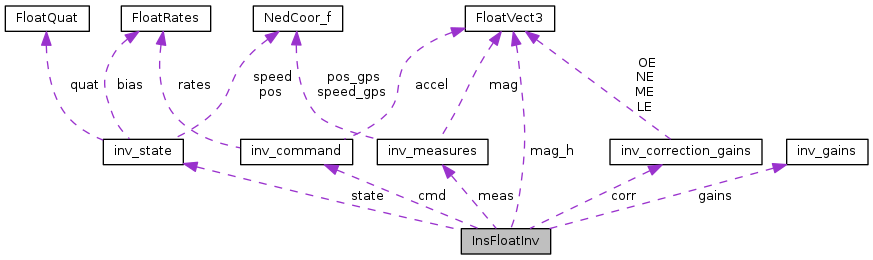 FloatQuat
FloatRates
NedCoor_f
FloatVect3
quat
bias
rates
speed
pos
pos_gps
speed_gps
accel
mag
OE
NE
ME
LE
inv_state
inv_command
inv_measures
mag_h
inv_correction_gains
inv_gains
state
cmd
meas
corr
gains
InsFloatInv